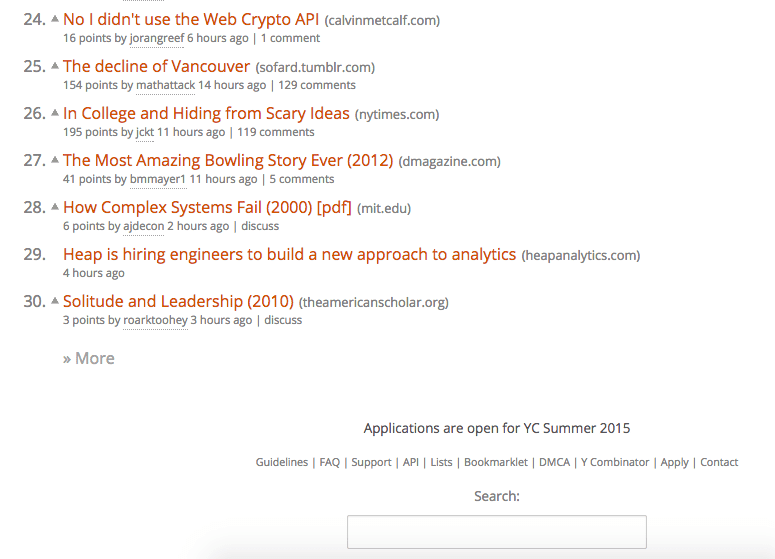 24. No I didn't use the Web Crypto API (calvinmetcalf.com)
16 points by jorangreef 6 hours ago | 1 comment
25. The decline of Vancouver (sofard.tumblr.com)
154 points by mathattack 14 hours ago | 129 comments
26. In College and Hiding from Scary Ideas (nytimes.com)
195 points by jckt 11 hours ago | 119 comments
27. The Most Amazing Bowling Story Ever (2012) (dmagazine.com)
41 points by bmmayer1 11 hours ago | 5 comments
28. How Complex Systems Fail (2000) [pdf] (mit.edu)
6 points by ajdecon 2 hours ago | discuss
29. Heap is hiring engineers to build a new approach to analytics (heapanalytics.com)
4 hours ago
30. Solitude and Leadership (2010) (theamericanscholar.org)
3 points by roarktoohey 3 hours ago | discuss
» More
Applications are open for YC Summer 2015
Guidelines | FAQ | Support | API | Lists | Bookmarklet | DMCA | Y Combinator | Apply | Contact
Search: